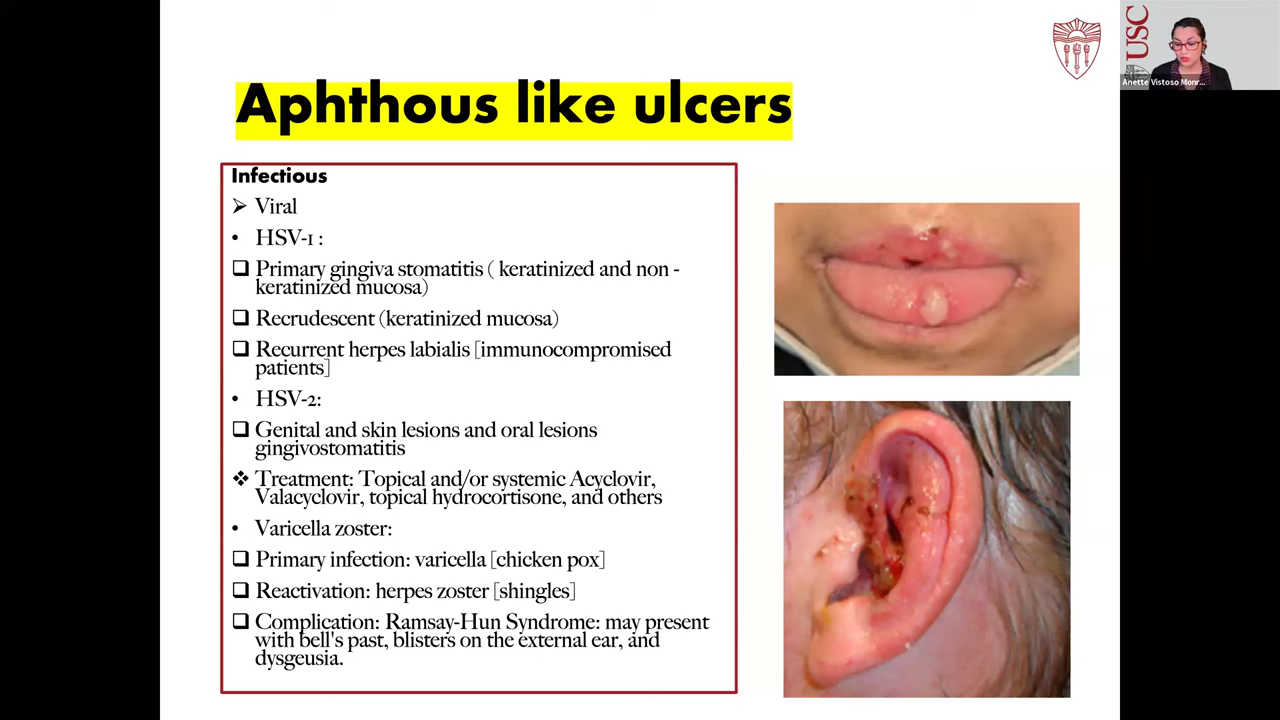 Aphthous like ulcers
Infectious
➢ Viral
• HSV-1 :
❑ Primary gingiva stomatitis ( keratinized and non -
keratinized mucosa)
❑ Recrudescent (keratinized mucosa)
❑ Recurrent herpes labialis [immunocompromised
patients]
• HSV-2:
❑ Genital and skin lesions and oral lesions
gingivostomatitis
❖ Treatment: Topical and/or systemic Acyclovir,
Valacyclovir, topical hydrocortisone, and others
• Varicella zoster:
❑ Primary infection: varicella [chicken pox]
❑ Reactivation: herpes zoster [shingles]
❑ Complication: Ramsay-Hun Syndrome: may present
with bell's past, blisters on the external ear, and
dysgeusia.
USC
Anette Vistoso Monr...